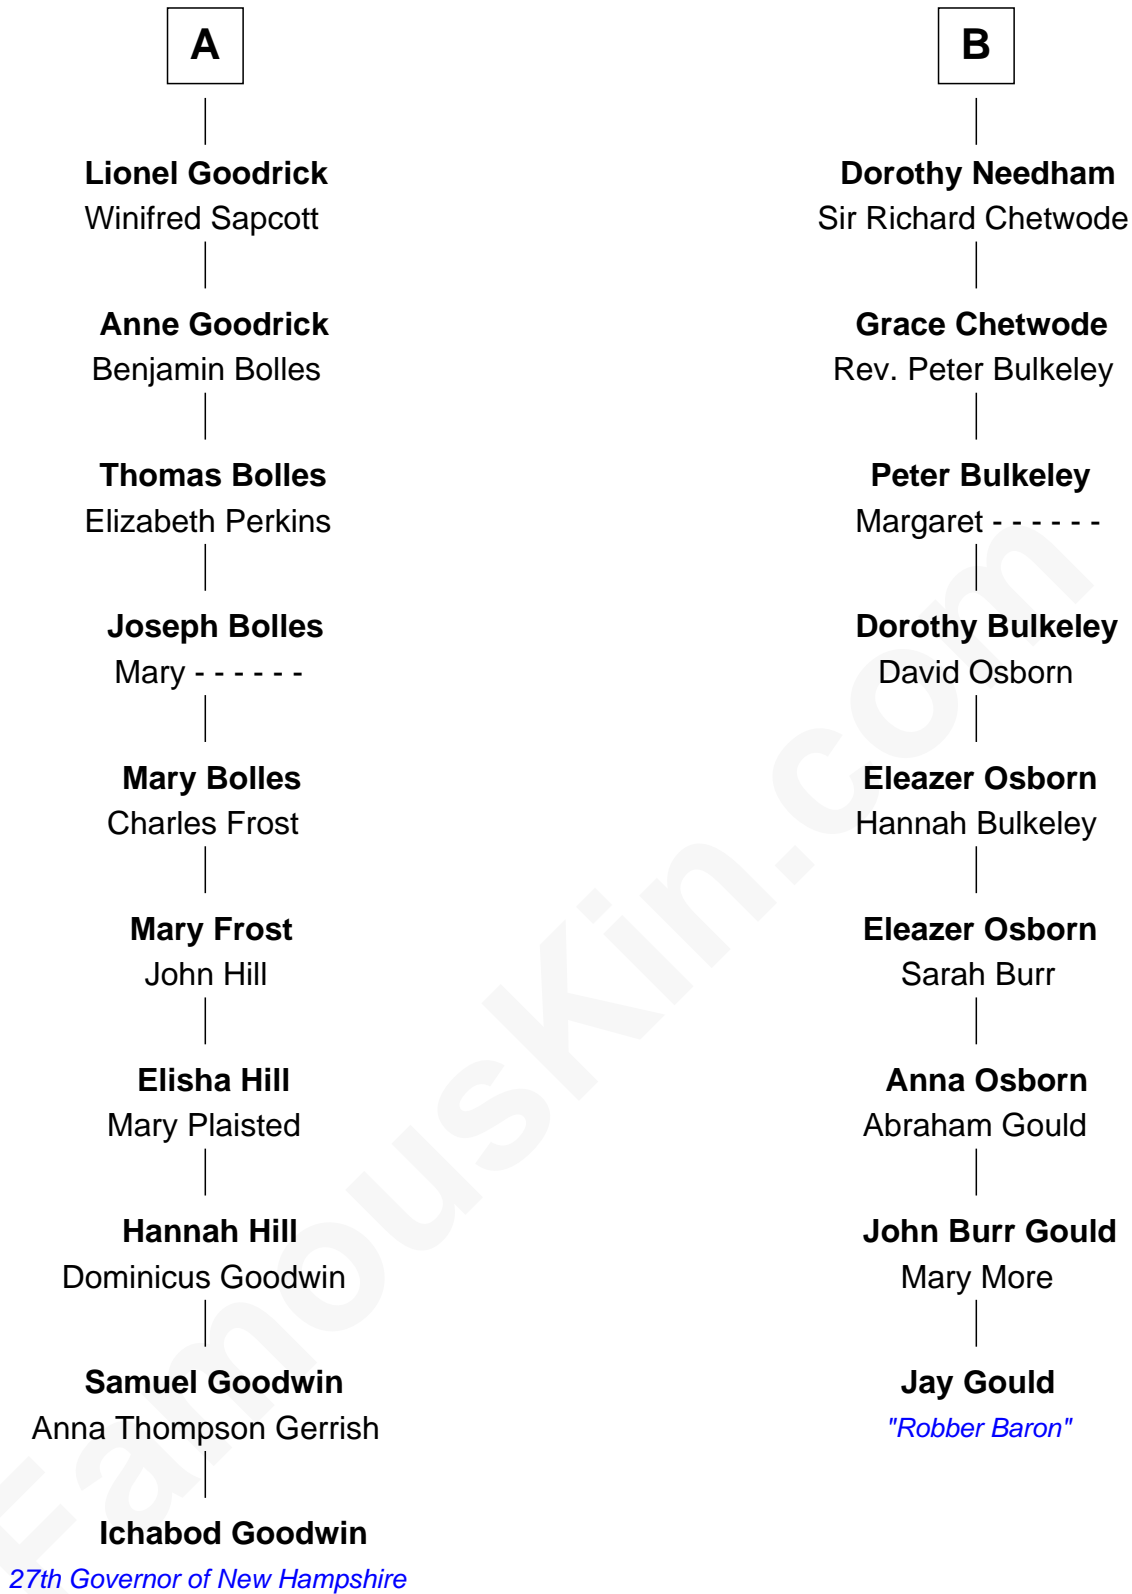 A
Lionel Goodrick
Winifred Sapcott
Anne Goodrick
Benjamin Bolles
Thomas Bolles
Elizabeth Perkins
Joseph Bolles
Mary - - - - - -
Mary Bolles
Charles Frost
Mary Frost
John Hill
Elisha Hill
Mary Plaisted
Hannah Hill
Dominicus Goodwin
Samuel Goodwin
Anna Thompson Gerrish
Ichabod Goodwin
27th Governor of New Hampshire
B
Dorothy Needham
Sir Richard Chetwode
Grace Chetwode
Rev. Peter Bulkeley
Peter Bulkeley
Margaret - - - - - -
Dorothy Bulkeley
David Osborn
Eleazer Osborn
Hannah Bulkeley
Eleazer Osborn
Sarah Burr
Anna Osborn
Abraham Gould
John Burr Gould
Mary More
Jay Gould
"Robber Baron"
FamousKin.com